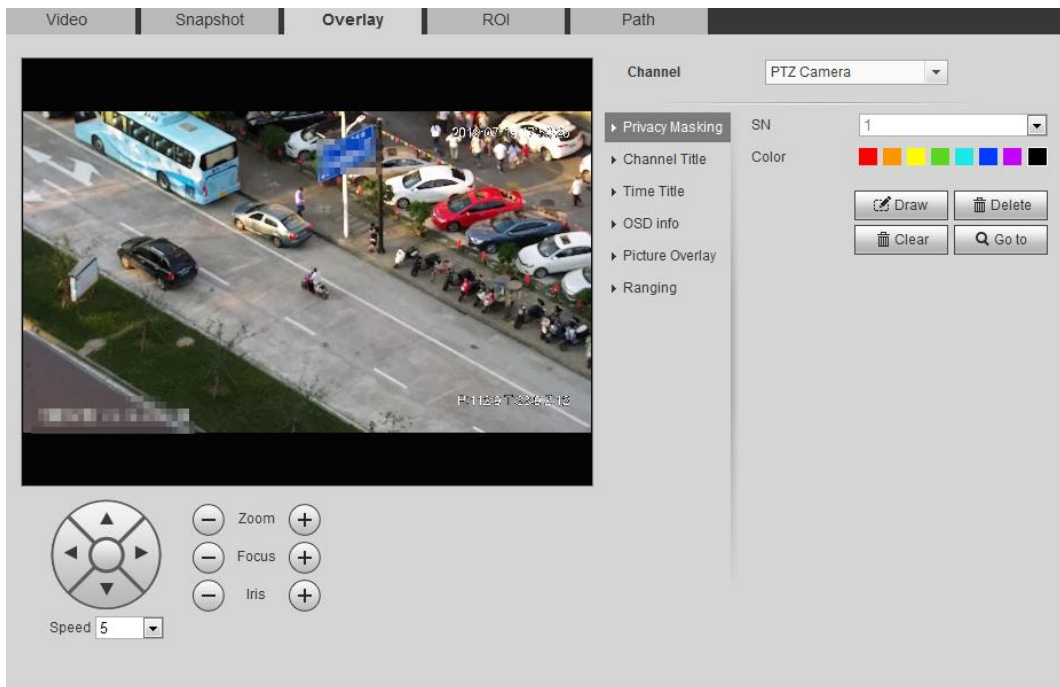 Video Snapshot Overlay ROI Path
Channel PTZ Camera
Privacy Masking
Channel Title
Time Title
OSD info
Picture Overlay
Ranging
SN 1
Color
Draw Delete
Clear Go to
Zoom
Focus
Iris
Speed 5